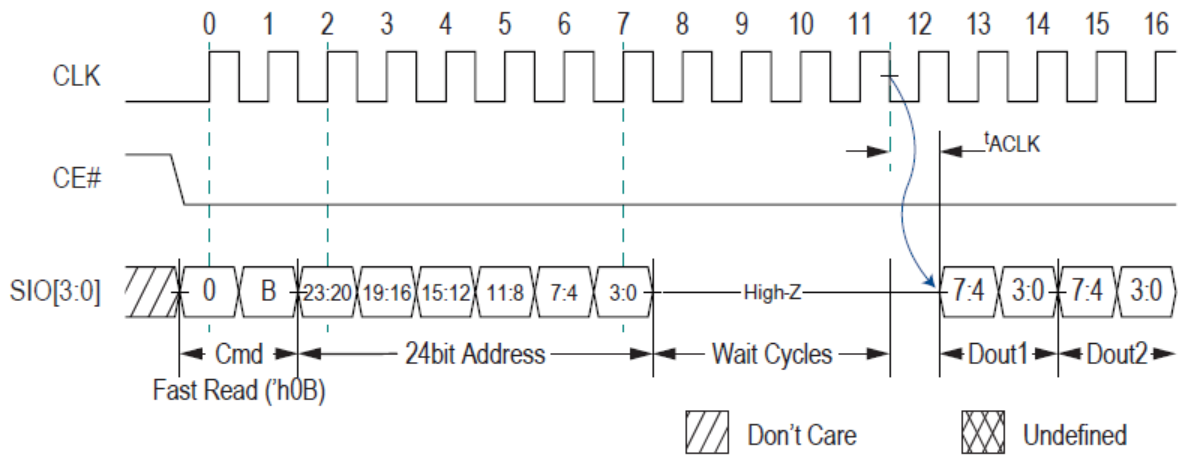 0 1 2 3 4 5 6 7 8 9 10 11 12 13 14 15 16
CLK
tACLK
CE#
SIO[3:0] 0 B 23:20 19:16 15:12 11:8 7:4 3:0 High-Z 7:4 3:0 7:4 3:0
Cmd 24bit Address Wait Cycles Dout1 Dout2
Fast Read ('h0B)
Don't Care Undefined